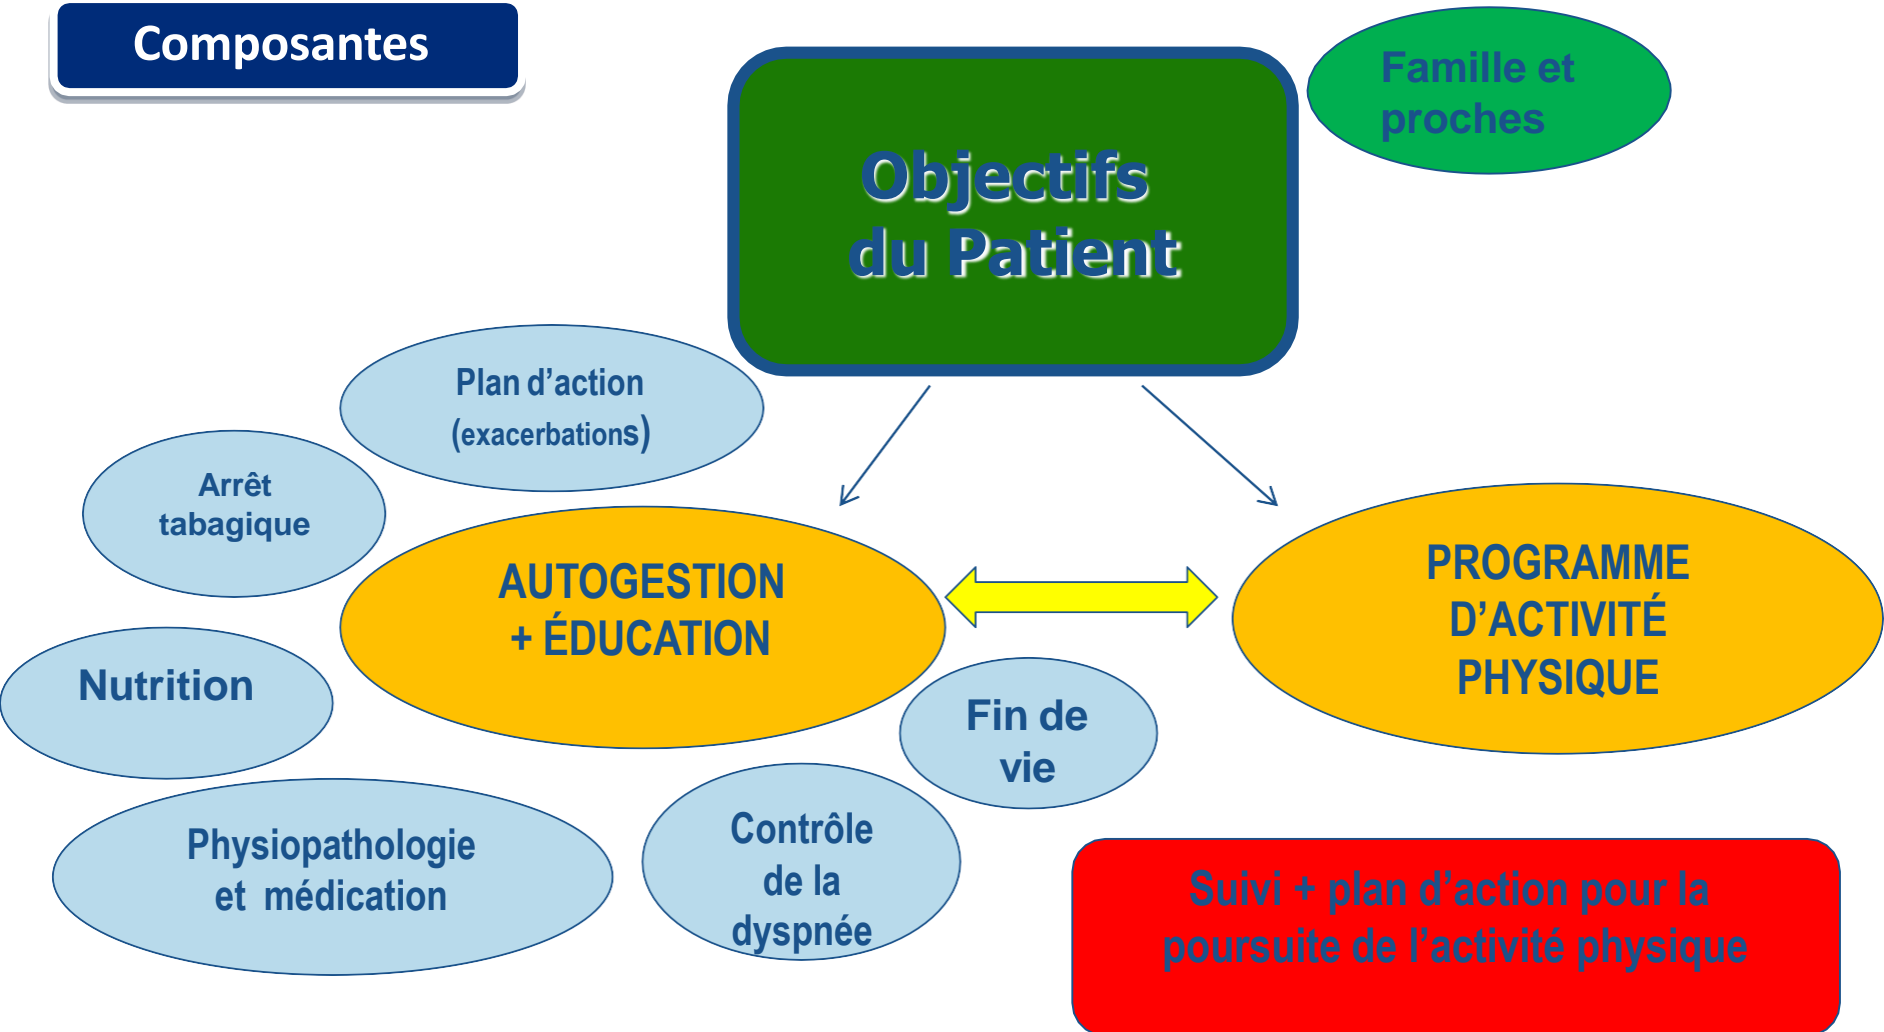 Composantes
Famille et
proches
Objectifs
du Patient
Plan d’action
(exacerbations)
Arrêt
tabagique
AUTOGESTION
+ ÉDUCATION
PROGRAMME
D’ACTIVITÉ
PHYSIQUE
Nutrition
Fin de
vie
Physiopathologie
et médication
Contrôle
de la
dyspnée
Suivi + plan d’action pour la
poursuite de l’activité physique